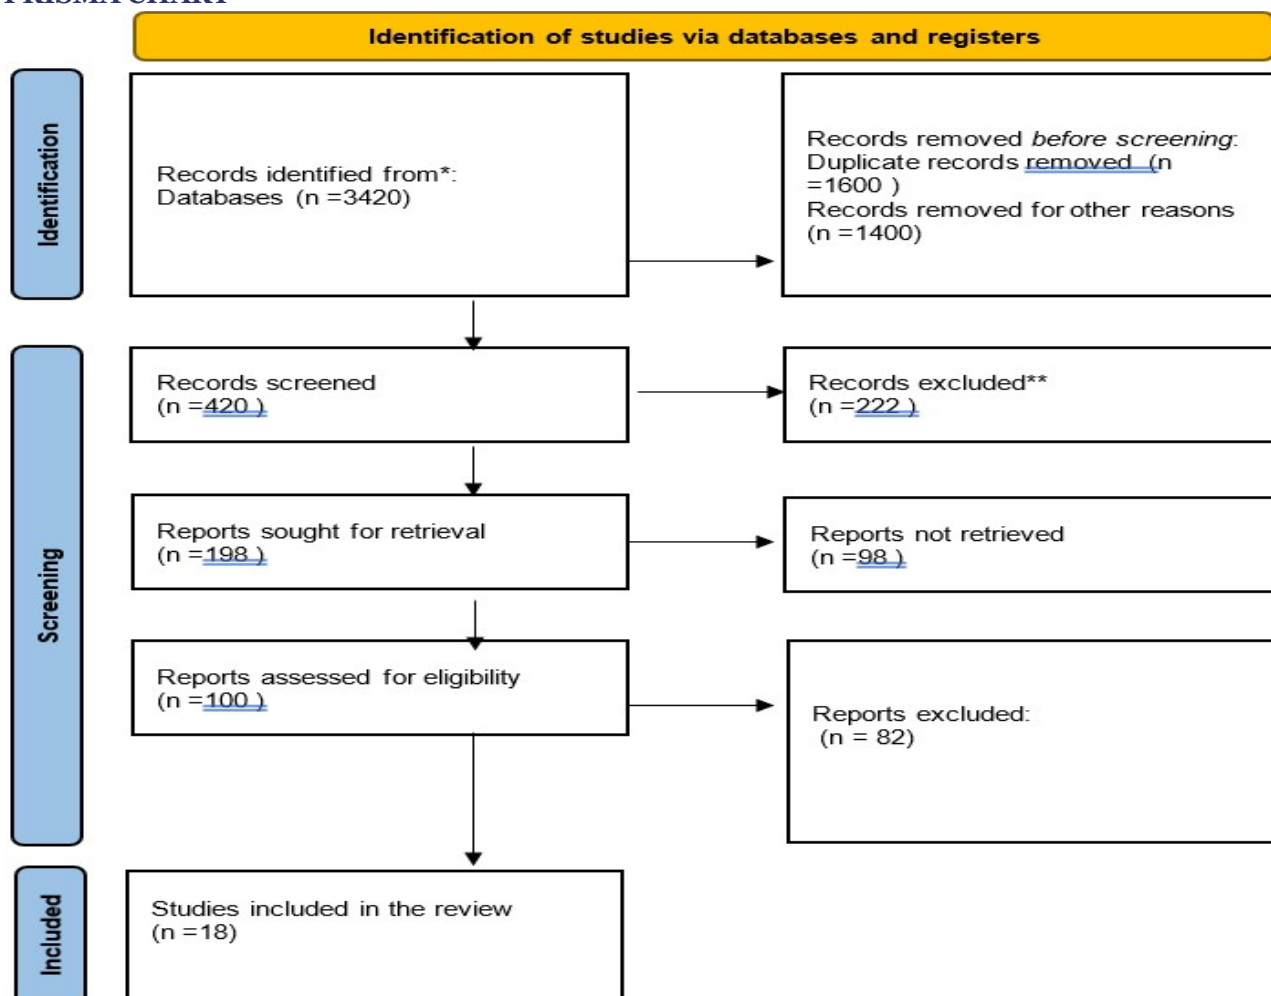 PRISMA CHART
Identification of studies via databases and registers
Identification
Records identified from*:
Databases (n =3420)
Records removed before screening:
Duplicate records removed (n
=1600 )
Records removed for other reasons
(n =1400)
Screening
Records screened
(n =420 )
Records excluded**
(n =222 )
Reports sought for retrieval
(n =198 )
Reports not retrieved
(n =98 )
Reports assessed for eligibility
(n =100 )
Reports excluded:
(n = 82)
Included
Studies included in the review
(n =18)